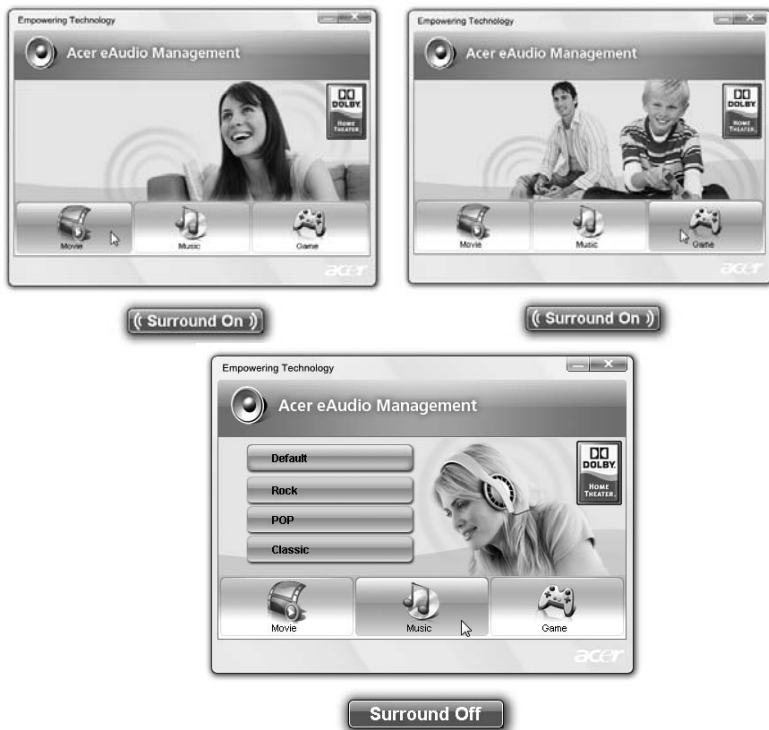 Empowering Technology
Acer eAudio Management
DOLBY.
HOME
THEATER.
Movie
Music
Game
acer
(( Surround On ))
Empowering Technology
Acer eAudio Management
DOLBY.
HOME
THEATER.
Movie
Music
Game
acer
(( Surround On ))
Empowering Technology
Acer eAudio Management
Default
Rock
POP
Classic
DOLBY.
HOME
THEATER.
Movie
Music
Game
acer
Surround Off